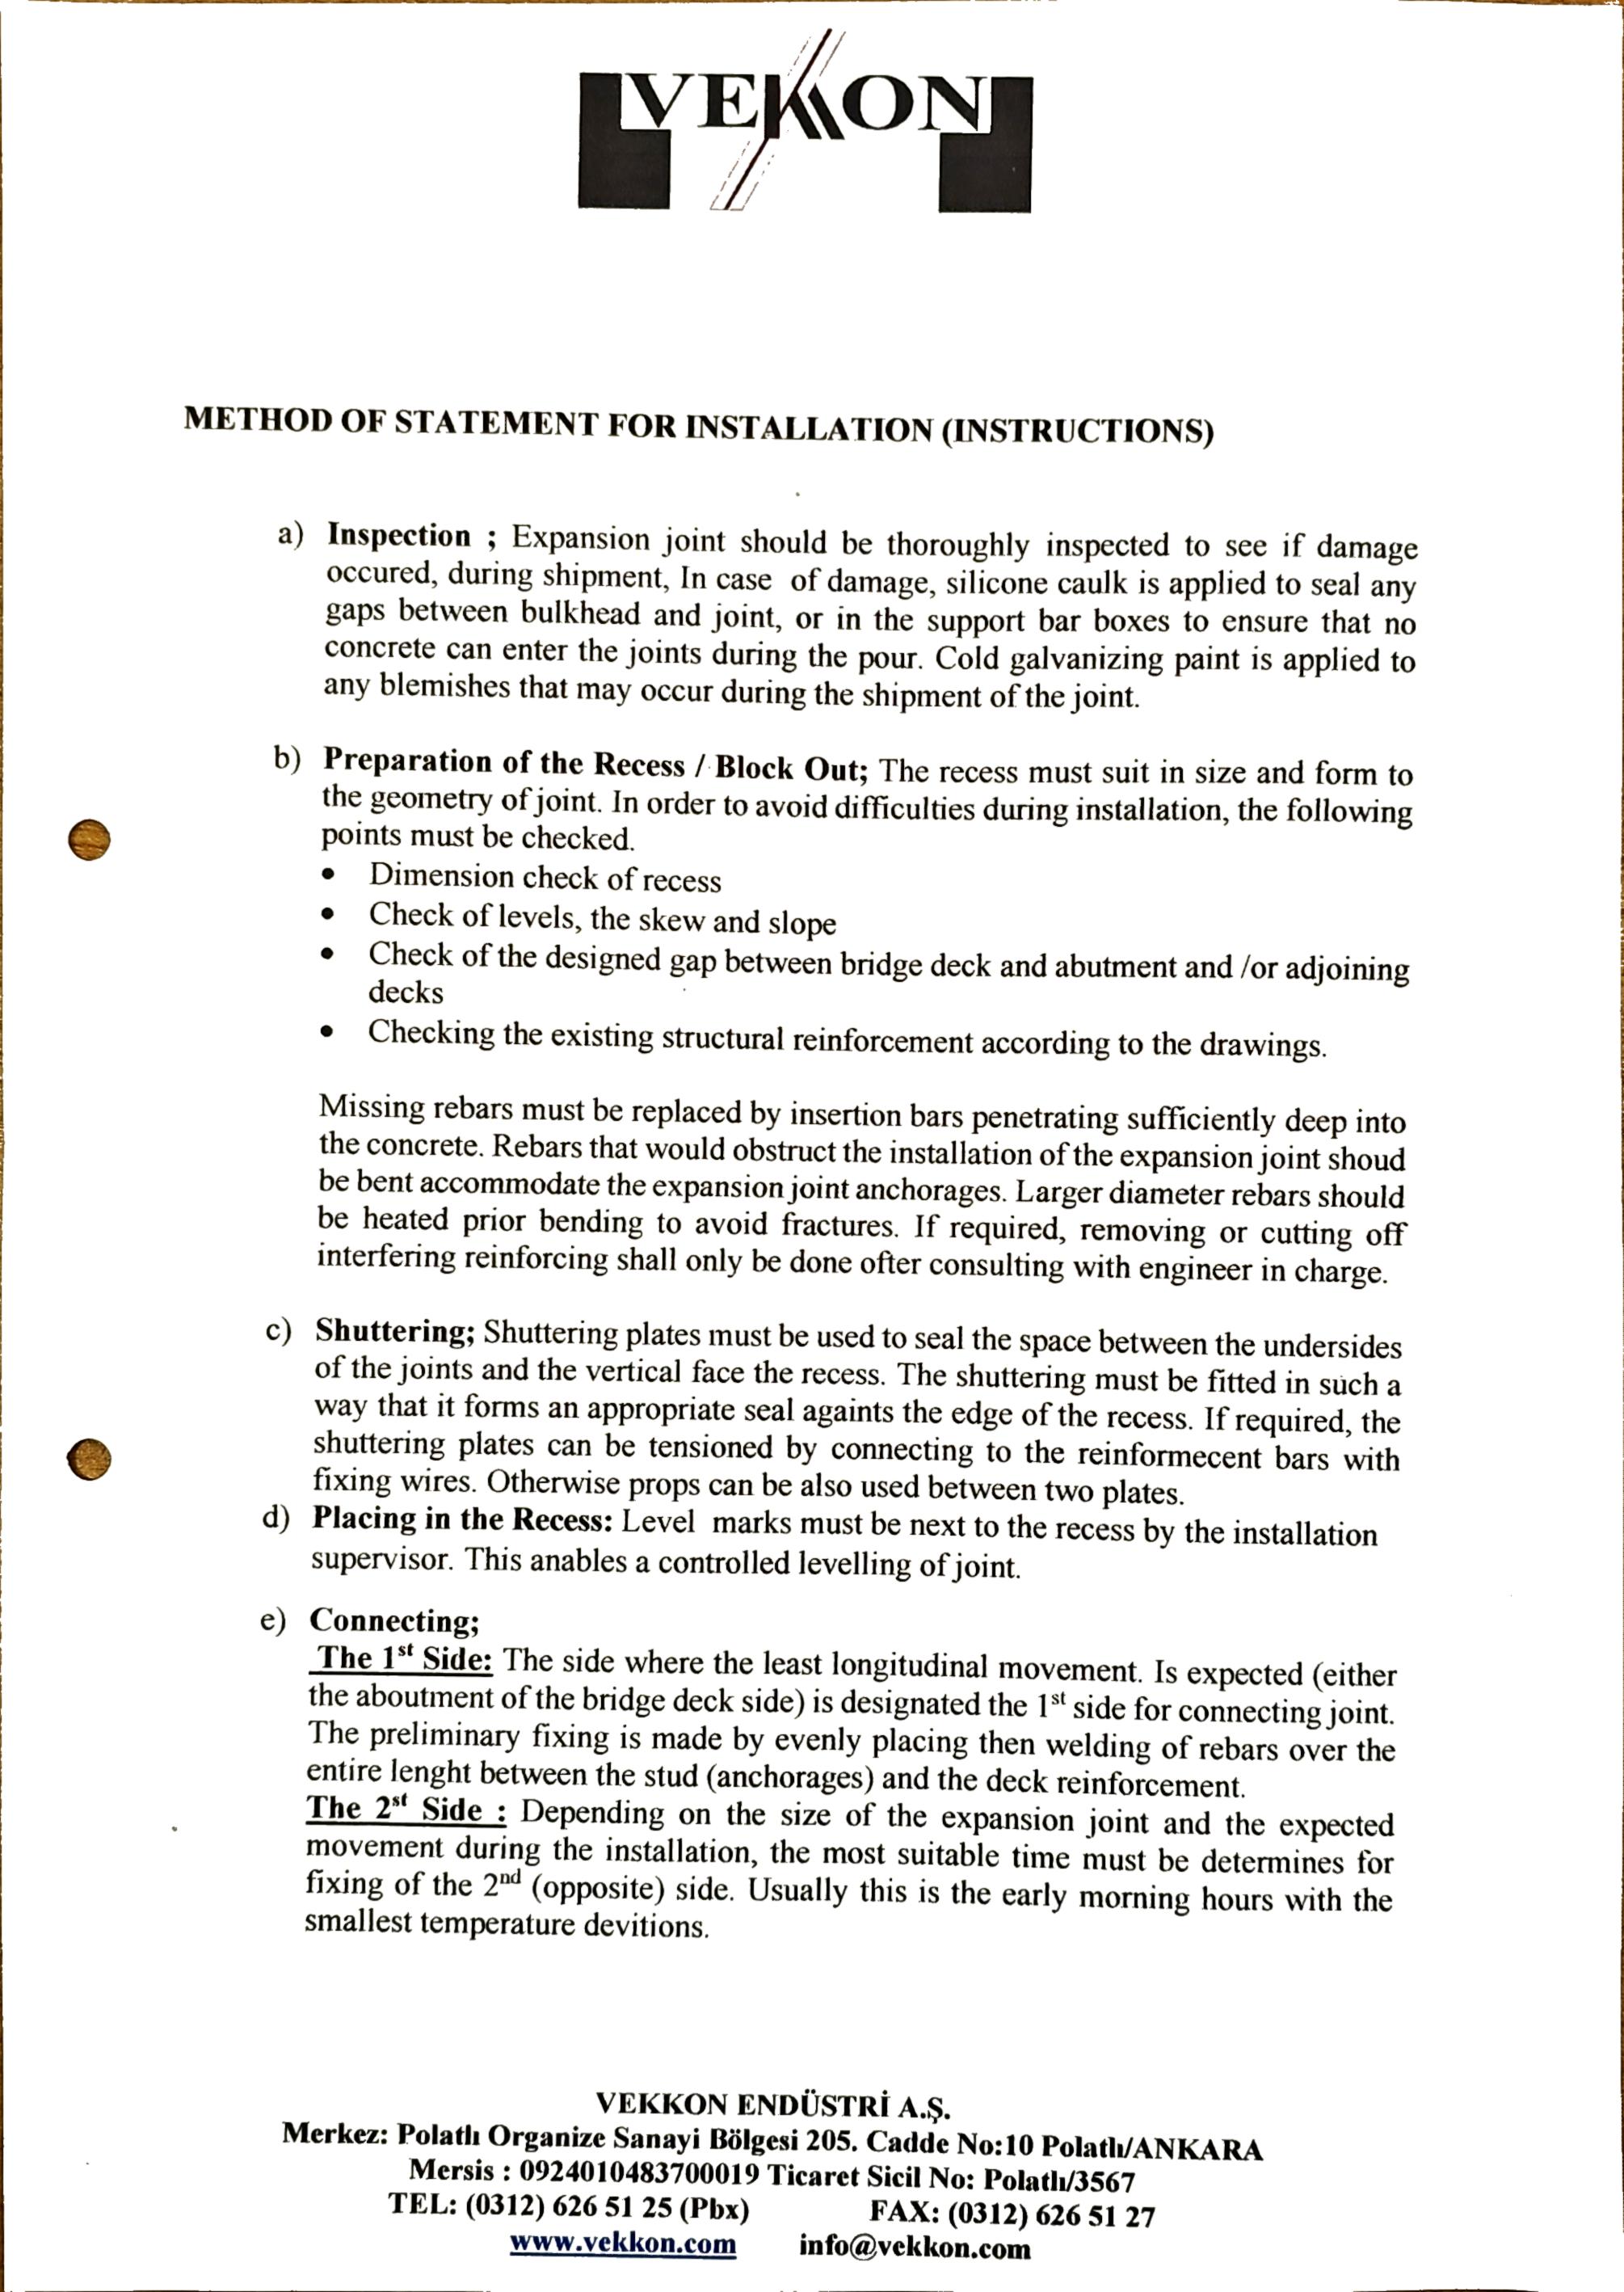 VEKKON
METHOD OF STATEMENT FOR INSTALLATION (INSTRUCTIONS)
a) Inspection ; Expansion joint should be thoroughly inspected to see if damage
occured, during shipment, In case of damage, silicone caulk is applied to seal any
gaps between bulkhead and joint, or in the support bar boxes to ensure that no
concrete can enter the joints during the pour. Cold galvanizing paint is applied to
any blemishes that may occur during the shipment of the joint.
b) Preparation of the Recess / Block Out; The recess must suit in size and form to
the geometry of joint. In order to avoid difficulties during installation, the following
points must be checked.
• Dimension check of recess
• Check of levels, the skew and slope
• Check of the designed gap between bridge deck and abutment and /or adjoining
decks
• Checking the existing structural reinforcement according to the drawings.
Missing rebars must be replaced by insertion bars penetrating sufficiently deep into
the concrete. Rebars that would obstruct the installation of the expansion joint shoud
be bent accommodate the expansion joint anchorages. Larger diameter rebars should
be heated prior bending to avoid fractures. If required, removing or cutting off
interfering reinforcing shall only be done ofter consulting with engineer in charge.
c) Shuttering; Shuttering plates must be used to seal the space between the undersides
of the joints and the vertical face the recess. The shuttering must be fitted in such a
way that it forms an appropriate seal againts the edge of the recess. If required, the
shuttering plates can be tensioned by connecting to the reinformecent bars with
fixing wires. Otherwise props can be also used between two plates.
d) Placing in the Recess: Level marks must be next to the recess by the installation
supervisor. This anables a controlled levelling of joint.
e) Connecting;
The 1st Side: The side where the least longitudinal movement. Is expected (either
the aboutment of the bridge deck side) is designated the 1st side for connecting joint.
The preliminary fixing is made by evenly placing then welding of rebars over the
entire lenght between the stud (anchorages) and the deck reinforcement.
The 2st Side : Depending on the size of the expansion joint and the expected
movement during the installation, the most suitable time must be determines for
fixing of the 2nd (opposite) side. Usually this is the early morning hours with the
smallest temperature devitions.
VEKKON ENDÜSTRİ A.Ş.
Merkez: Polatlı Organize Sanayi Bölgesi 205. Cadde No:10 Polatlı/ANKARA
Mersis : 0924010483700019 Ticaret Sicil No: Polatlı/3567
TEL: (0312) 626 51 25 (Pbx) FAX: (0312) 626 51 27
www.vekkon.com info@vekkon.com